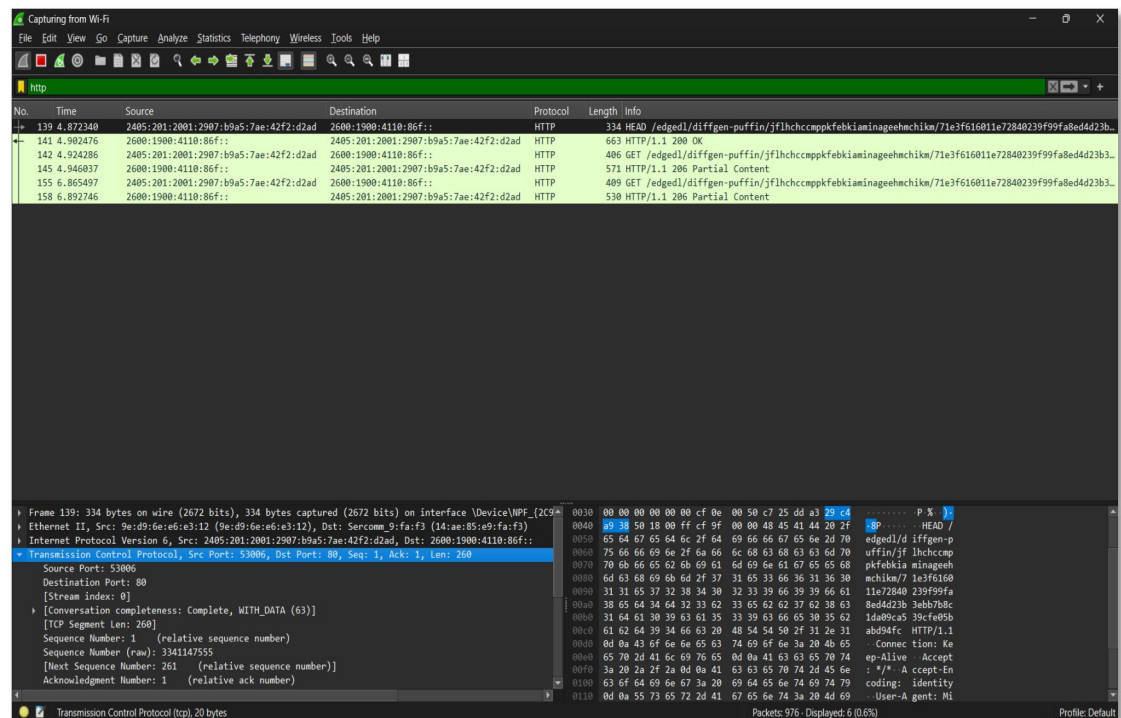 Capturing from Wi-Fi
File Edit View Go Capture Analyze Statistics Telephony Wireless Tools Help
http
No. Time Source Destination Protocol Length Info
139 4.872340 2405:201:2001:2907:b9a5:7ae:42f2:d2ad 2600:1900:4110:86f:: HTTP 334 HEAD /edgedl/diffgen-puffin/jflhchccmppkfebkiaminageehmchikm/71e3f616011e72840239f99fa8ed4d23b…
141 4.902476 2600:1900:4110:86f:: 2405:201:2001:2907:b9a5:7ae:42f2:d2ad HTTP 663 HTTP/1.1 200 OK
142 4.924286 2405:201:2001:2907:b9a5:7ae:42f2:d2ad 2600:1900:4110:86f:: HTTP 406 GET /edgedl/diffgen-puffin/jflhchccmppkfebkiaminageehmchikm/71e3f616011e72840239f99fa8ed4d23b3…
145 4.946037 2600:1900:4110:86f:: 2405:201:2001:2907:b9a5:7ae:42f2:d2ad HTTP 571 HTTP/1.1 206 Partial Content
155 6.865497 2405:201:2001:2907:b9a5:7ae:42f2:d2ad 2600:1900:4110:86f:: HTTP 409 GET /edgedl/diffgen-puffin/jflhchccmppkfebkiaminageehmchikm/71e3f616011e72840239f99fa8ed4d23b3…
158 6.892746 2600:1900:4110:86f:: 2405:201:2001:2907:b9a5:7ae:42f2:d2ad HTTP 530 HTTP/1.1 206 Partial Content
Frame 139: 334 bytes on wire (2672 bits), 334 bytes captured (2672 bits) on interface \Device\NPF_{2C9
Ethernet II, Src: 9e:d9:6e:e6:e3:12 (9e:d9:6e:e6:e3:12), Dst: Sercomm_9:fa:f3 (14:ae:85:e9:fa:f3)
Internet Protocol Version 6, Src: 2405:201:2001:2907:b9a5:7ae:42f2:d2ad, Dst: 2600:1900:4110:86f::
Transmission Control Protocol, Src Port: 53006, Dst Port: 80, Seq: 1, Ack: 1, Len: 260
Source Port: 53006
Destination Port: 80
[Stream index: 0]
[Conversation completeness: Complete, WITH_DATA (63)]
[TCP Segment Len: 260]
Sequence Number: 1 (relative sequence number)
Sequence Number (raw): 3341147555
[Next Sequence Number: 261 (relative sequence number)]
Acknowledgment Number: 1 (relative ack number)
0030 00 00 00 00 00 00 cf 0e 00 50 c7 25 dd a3 29 c4 ········ ·P·%··)·
0040 a9 38 50 18 00 ff cf 9f 00 00 48 45 41 44 20 2f ·8P····· ··HEAD /
0050 65 64 67 65 64 6c 2f 64 69 66 66 67 65 6e 2d 70 edgedl/d iffgen-p
0060 75 66 66 69 6e 2f 6a 66 6c 68 63 68 63 63 6d 70 uffin/jf lhchccmp
0070 70 6b 66 65 62 6b 69 61 6d 69 6e 61 67 65 65 68 pkfebkia minageeh
0080 6d 63 68 69 6b 6d 2f 37 31 65 33 66 36 31 36 30 mchikm/7 1e3f6160
0090 31 31 65 37 32 38 34 30 32 33 39 66 39 39 66 61 11e72840 239f99fa
00a0 38 65 64 34 64 32 33 62 33 65 62 62 37 62 38 63 8ed4d23b 3ebb7b8c
00b0 31 64 61 30 39 63 61 35 33 39 63 66 65 30 35 62 1da09ca5 39cfe05b
00c0 61 62 64 39 34 66 63 20 48 54 54 50 2f 31 2e 31 abd94fc HTTP/1.1
00d0 0d 0a 43 6f 6e 6e 65 63 74 69 6f 6e 3a 20 4b 65 ··Connec tion: Ke
00e0 65 70 2d 41 6c 69 76 65 0d 0a 41 63 63 65 70 74 ep-Alive ··Accept
00f0 3a 20 2a 2f 2a 0d 0a 41 63 63 65 70 74 2d 45 6e : */*··A ccept-En
0100 63 6f 64 69 6e 67 3a 20 69 64 65 6e 74 69 74 79 coding: identity
0110 0d 0a 55 73 65 72 2d 41 67 65 6e 74 3a 20 4d 69 ··User-A gent: Mi
Transmission Control Protocol (tcp), 20 bytes Packets: 976 · Displayed: 6 (0.6%) Profile: Default